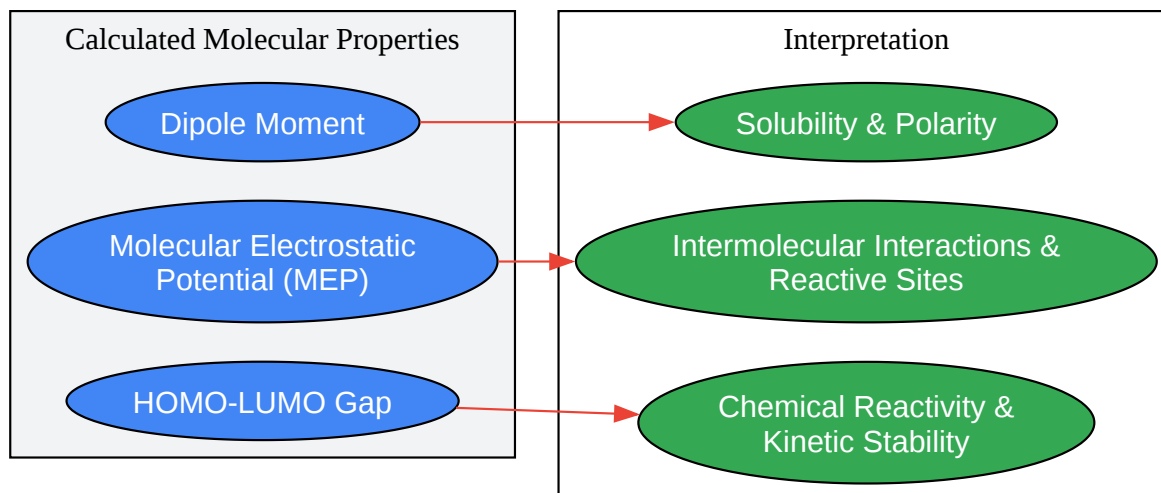 Calculated Molecular Properties
Dipole Moment
Molecular Electrostatic
Potential (MEP)
HOMO-LUMO Gap
Interpretation
Solubility & Polarity
Intermolecular Interactions &
Reactive Sites
Chemical Reactivity &
Kinetic Stability